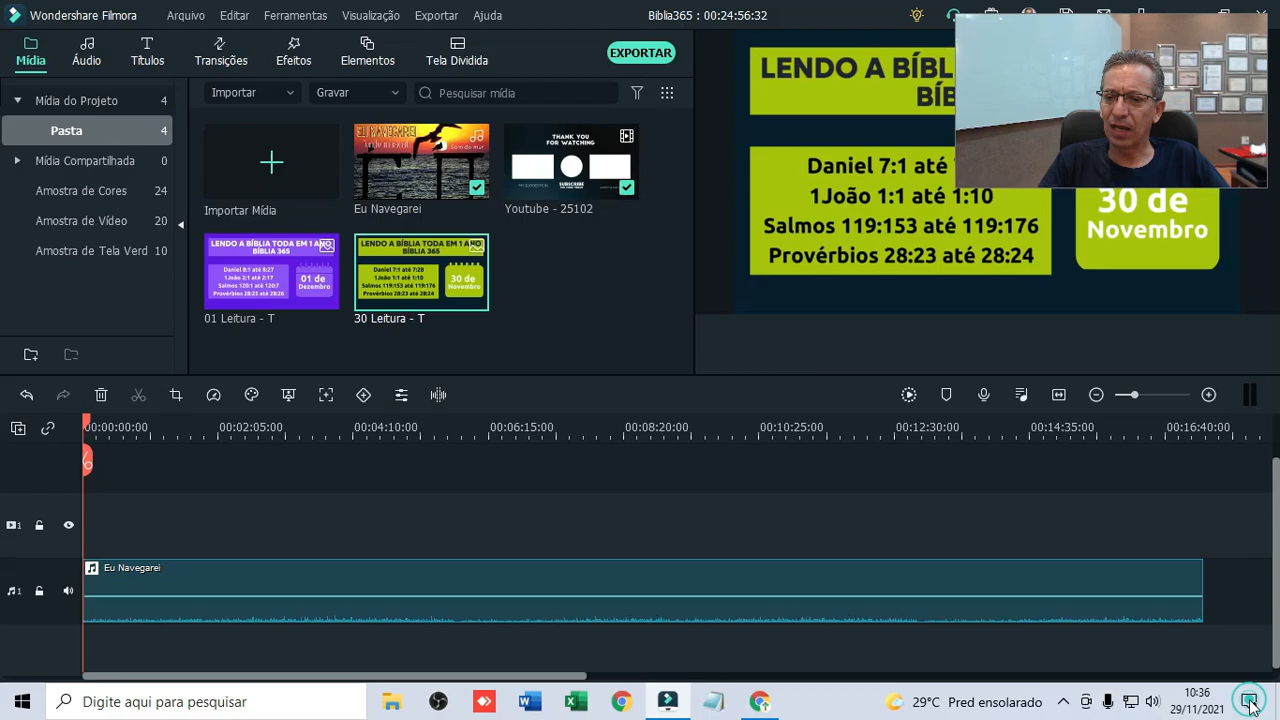 Wondershare Filmora
Arquivo
Editar
Ferramentas
Visualização
Exportar
Ajuda
Biblia365 : 00:24:56:32
Mídia
Áudio
Títulos
Transições
Efeitos
Elementos
Tela Dividida
EXPORTAR
Mídia do Projeto 4
Pasta 4
Mídia Compartilhada 0
Amostra de Cores 24
Amostra de Vídeo 20
Amostra de Tela Verd 10
Importar
Gravar
Pesquisar mídia
Importar Mídia
EU NAVEGAREI
Som do mar
Eu Navegarei
THANK YOU
FOR WATCHING
SUBSCRIBE
Youtube - 25102
LENDO A BÍBLIA TODA EM 1 ANO
BÍBLIA 365
Daniel 8:1 até 8:27
1João 2:1 até 2:17
Salmos 120:1 até 120:7
Provérbios 28:25 até 28:26
01 de
Dezembro
01 Leitura - T
LENDO A BÍBLIA TODA EM 1 ANO
BÍBLIA 365
Daniel 7:1 até 7:28
1João 1:1 até 1:10
Salmos 119:153 até 119:176
Provérbios 28:23 até 28:24
30 de
Novembro
30 Leitura - T
LENDO A BÍBL
BÍB
Daniel 7:1 até
1João 1:1 até 1:10
Salmos 119:153 até 119:176
Provérbios 28:23 até 28:24
30 de
Novembro
00:00:00:00
00:02:05:00
00:04:10:00
00:06:15:00
00:08:20:00
00:10:25:00
00:12:30:00
00:14:35:00
00:16:40:00
1
Eu Navegarei
1
Digite aqui para pesquisar
29°C Pred ensolarado
10:36
29/11/2021